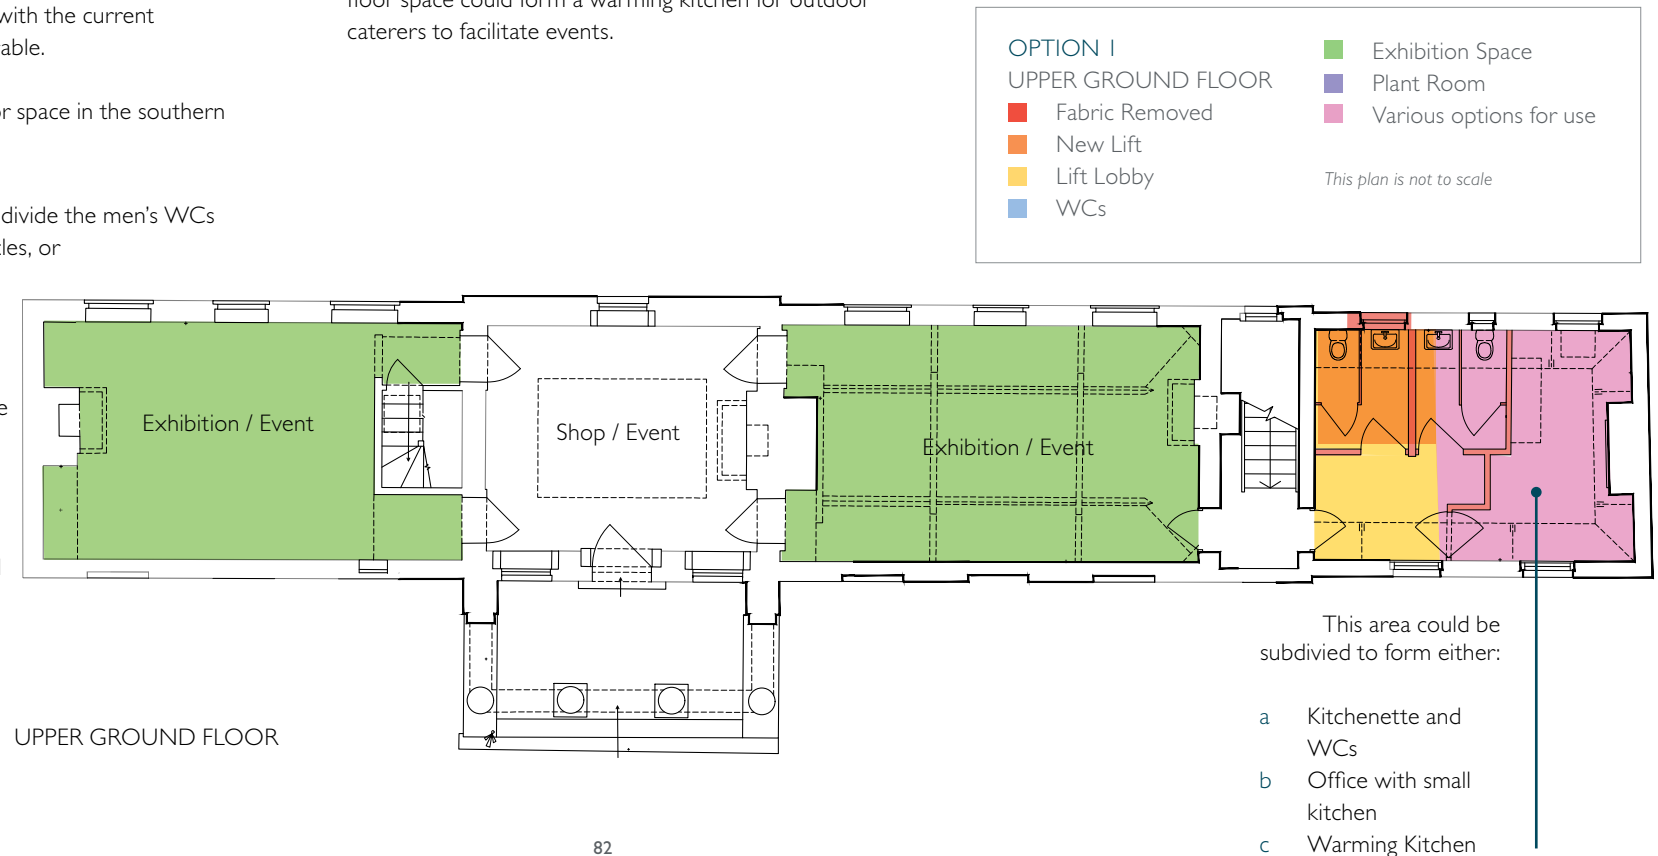 with the current
able.
or space in the southern
divide the men's WCs
les, or
e
floor space could form a warming kitchen for outdoor
caterers to facilitate events.
OPTION 1
UPPER GROUND FLOOR
Fabric Removed
New Lift
Lift Lobby
WCs
Exhibition Space
Plant Room
Various options for use
This plan is not to scale
Exhibition / Event
Shop / Event
Exhibition / Event
This area could be
subdivied to form either:
a Kitchenette and
WCs
b Office with small
kitchen
c Warming Kitchen
UPPER GROUND FLOOR
82